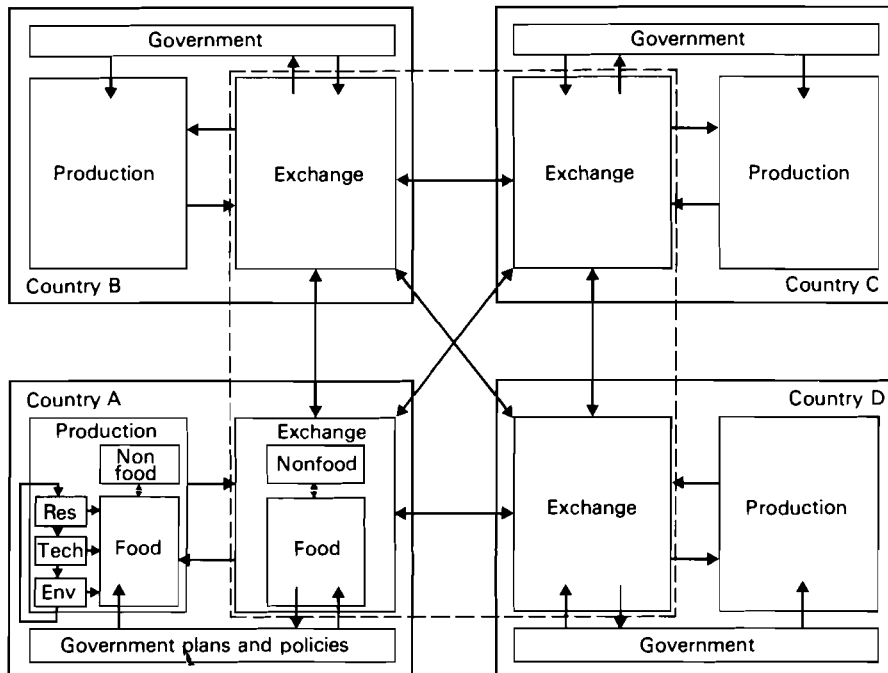 Government
Production
Exchange
Country B
Government
Exchange
Production
Country C
Country A
Production
Non
food
Res
Tech
Env
Food
Exchange
Nonfood
Food
Government plans and policies
Country D
Exchange
Production
Government